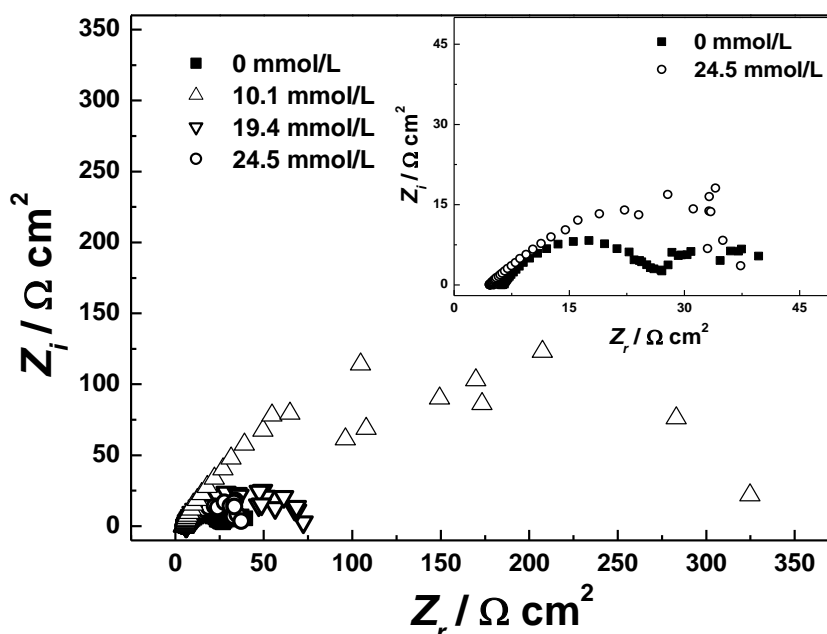 350
300
250
200
150
100
50
0
Z_i / Ω cm^2
0 mmol/L
10.1 mmol/L
19.4 mmol/L
24.5 mmol/L
45
30
15
0
Z_i / Ω cm^2
0 mmol/L
24.5 mmol/L
0 15 30 45
Z_r / Ω cm^2
0 50 100 150 200 250 300 350
Z_r / Ω cm^2